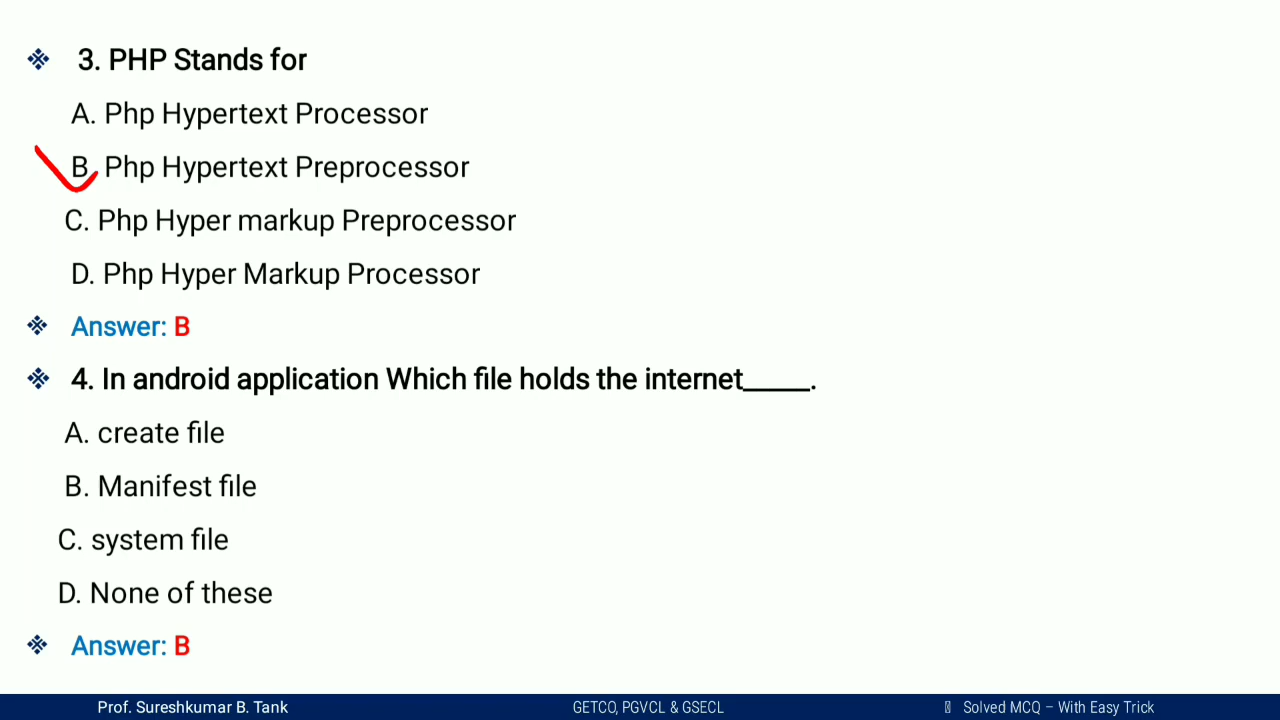 3. PHP Stands for
A. Php Hypertext Processor
B. Php Hypertext Preprocessor
C. Php Hyper markup Preprocessor
D. Php Hyper Markup Processor
Answer: B
4. In android application Which file holds the internet_____.
A. create file
B. Manifest file
C. system file
D. None of these
Answer: B
Prof. Sureshkumar B. Tank GETCO, PGVCL & GSECL Solved MCQ – With Easy Trick